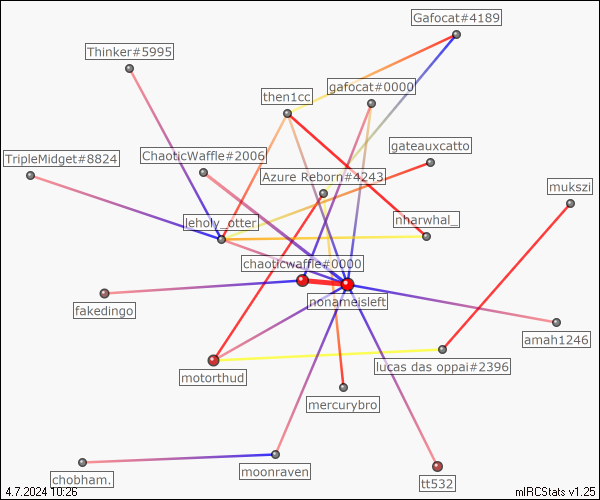 Gafocat#4189
Thinker#5995
gafocat#0000
then1cc
gateauxcatto
ChaoticWaffle#2006
TripleMidget#8824
Azure Reborn#4243
mukszi
leholy_otter
nharwhal_
chaoticwaffle#0000
nonameisleft
fakedingo
amah1246
lucas das oppai#2396
motorthud
mercurybro
moonraven
chobham.
tt532
4.7.2024 10:26
mIRCStats v1.25